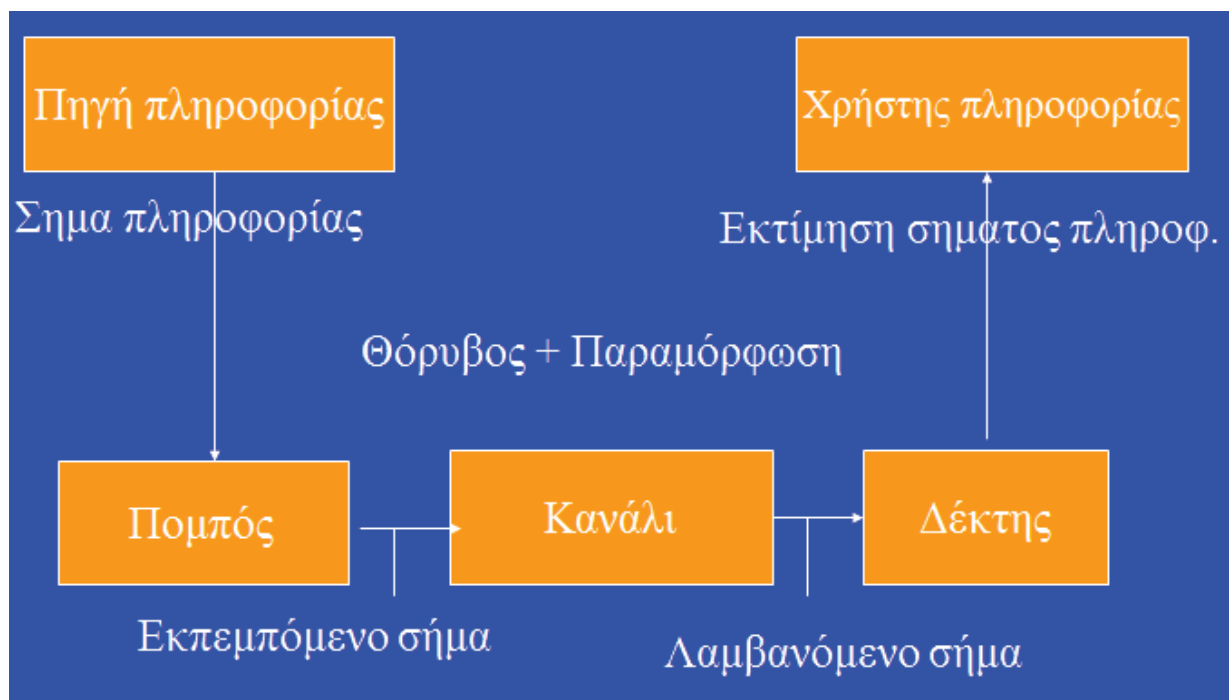 Πηγή πληροφορίας
Χρήστης πληροφορίας
Σημα πληροφορίας
Εκτίμηση σηματος πληροφ.
Θόρυβος + Παραμόρφωση
Πομπός
Κανάλι
Δέκτης
Εκπεμπόμενο σήμα
Λαμβανόμενο σήμα